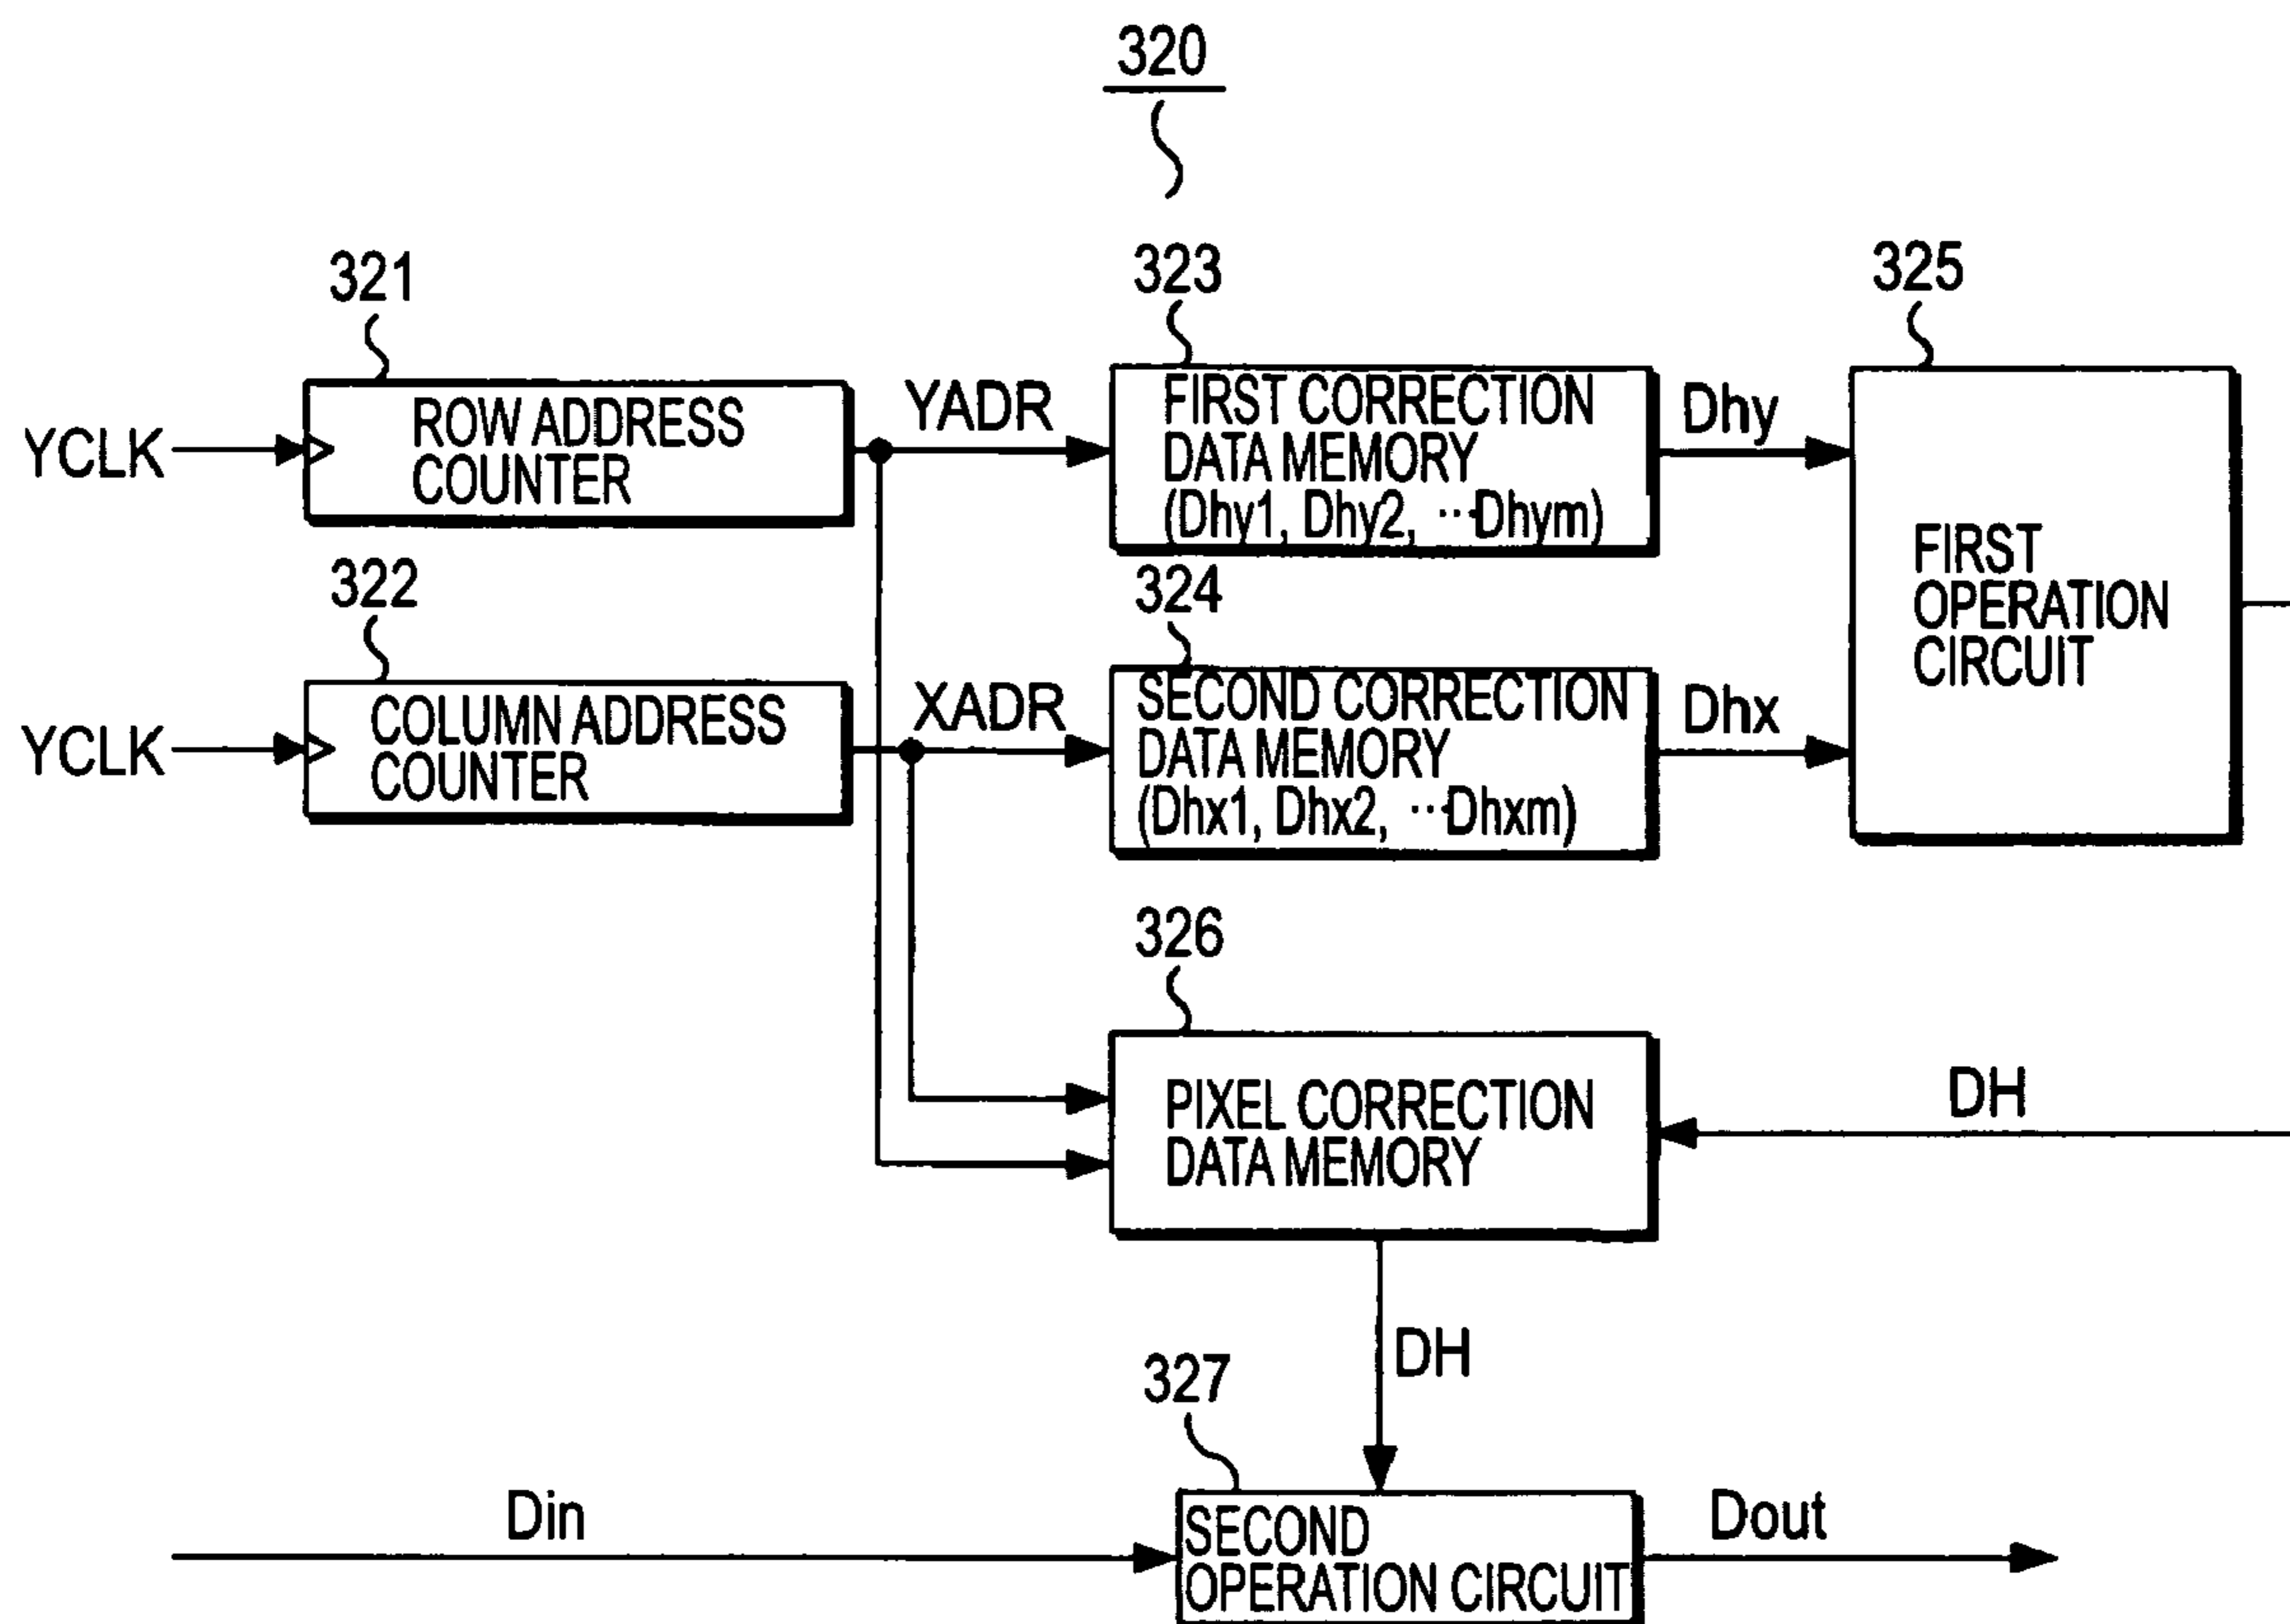 320
321
323
325
YCLK
ROW ADDRESS
COUNTER
YADR
FIRST CORRECTION
DATA MEMORY
(Dhy1, Dhy2, ···Dhym)
Dhy
FIRST
OPERATION
CIRCUIT
322
324
YCLK
COLUMN ADDRESS
COUNTER
XADR
SECOND CORRECTION
DATA MEMORY
(Dhx1, Dhx2, ···Dhxm)
Dhx
326
PIXEL CORRECTION
DATA MEMORY
DH
DH
327
Din
SECOND
OPERATION CIRCUIT
Dout